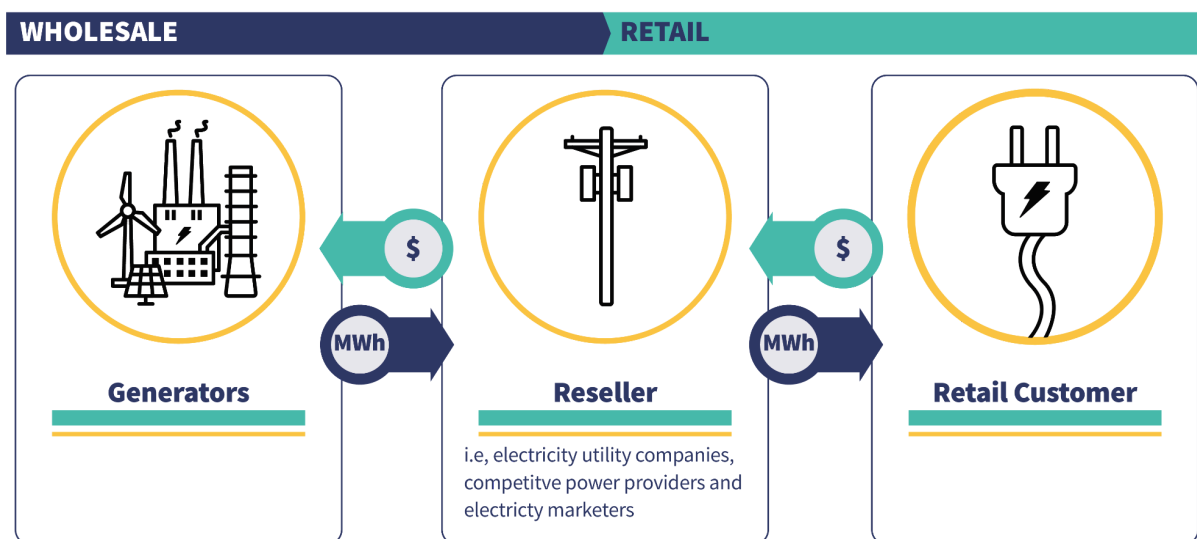 WHOLESALE
RETAIL
$
$
MWh
MWh
Generators
Reseller
Retail Customer
i.e, electricity utility companies,
competitve power providers and
electricty marketers